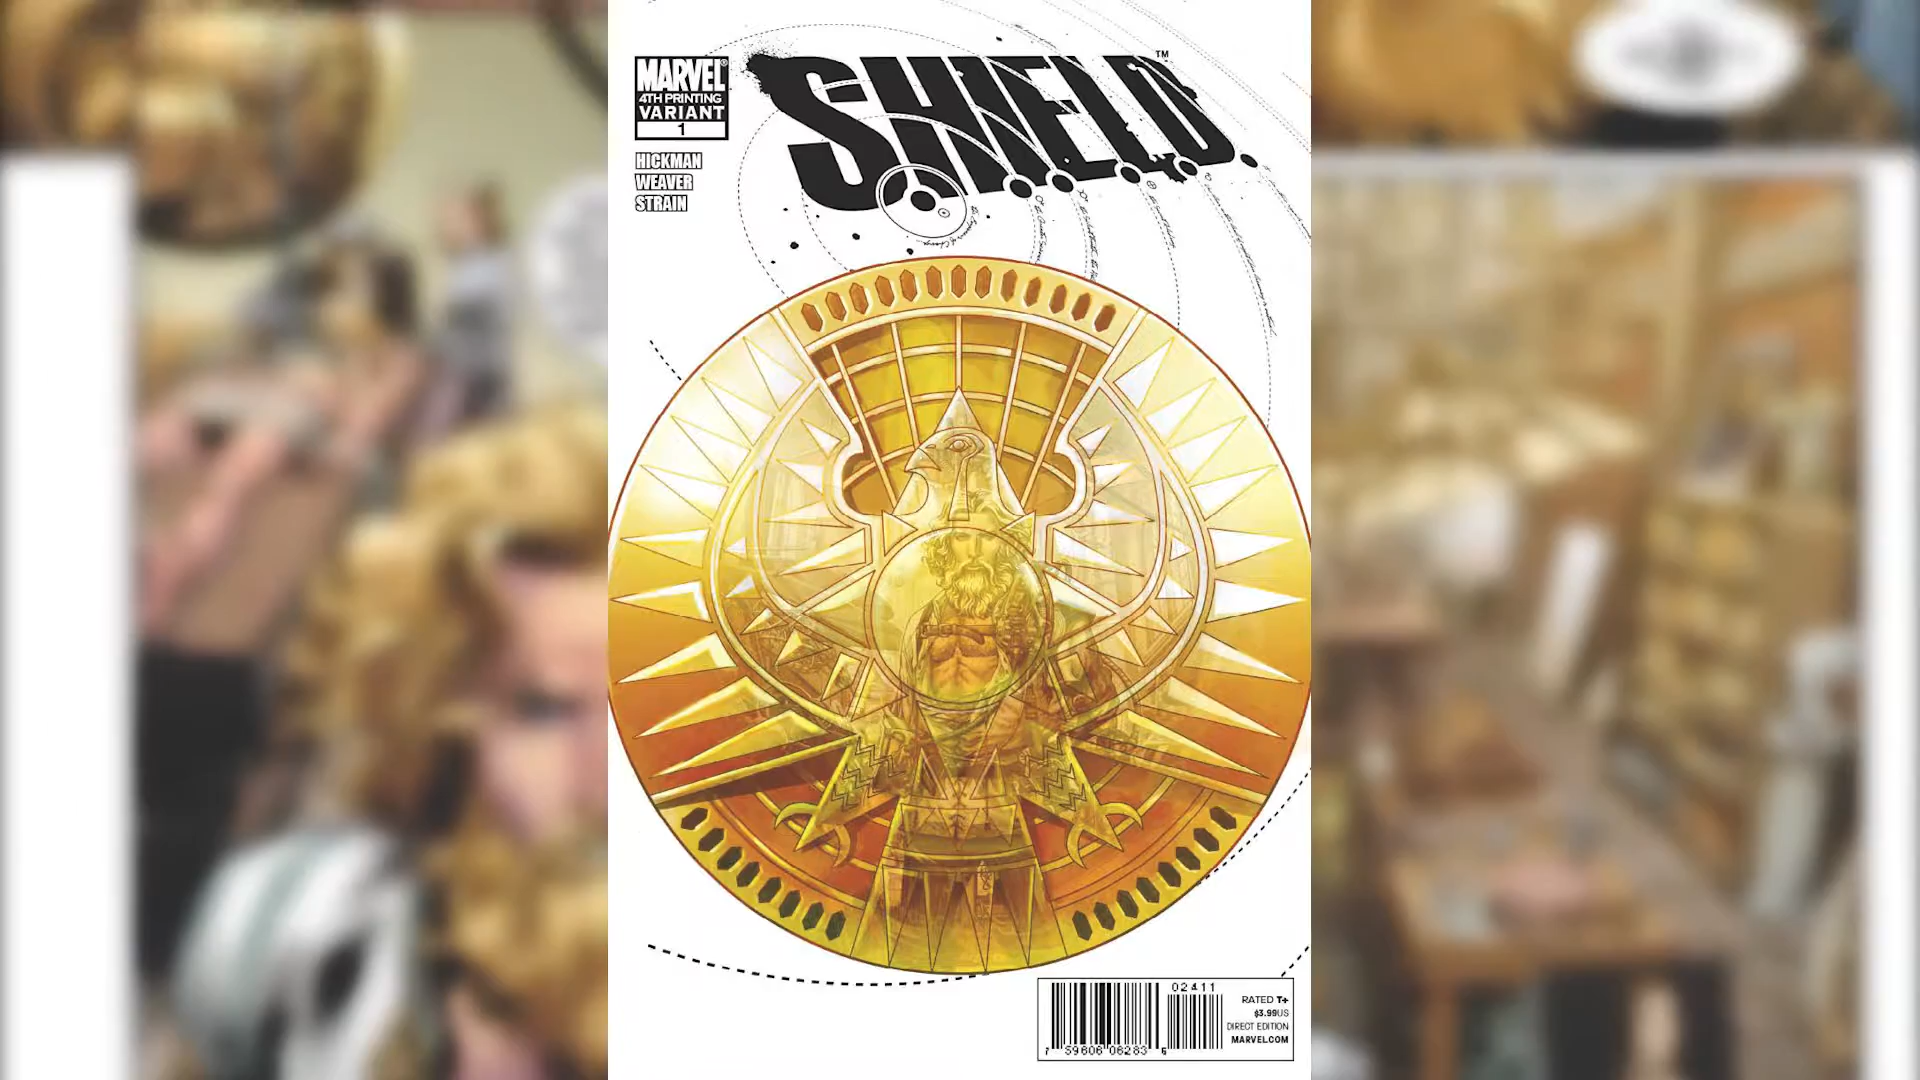 MARVEL®
4TH PRINTING
VARIANT
1
HICKMAN
WEAVER
STRAIN
S.H.I.E.L.D.™
02411
RATED T+
$3.99US
DIRECT EDITION
MARVEL.COM
7 59606 06283 6